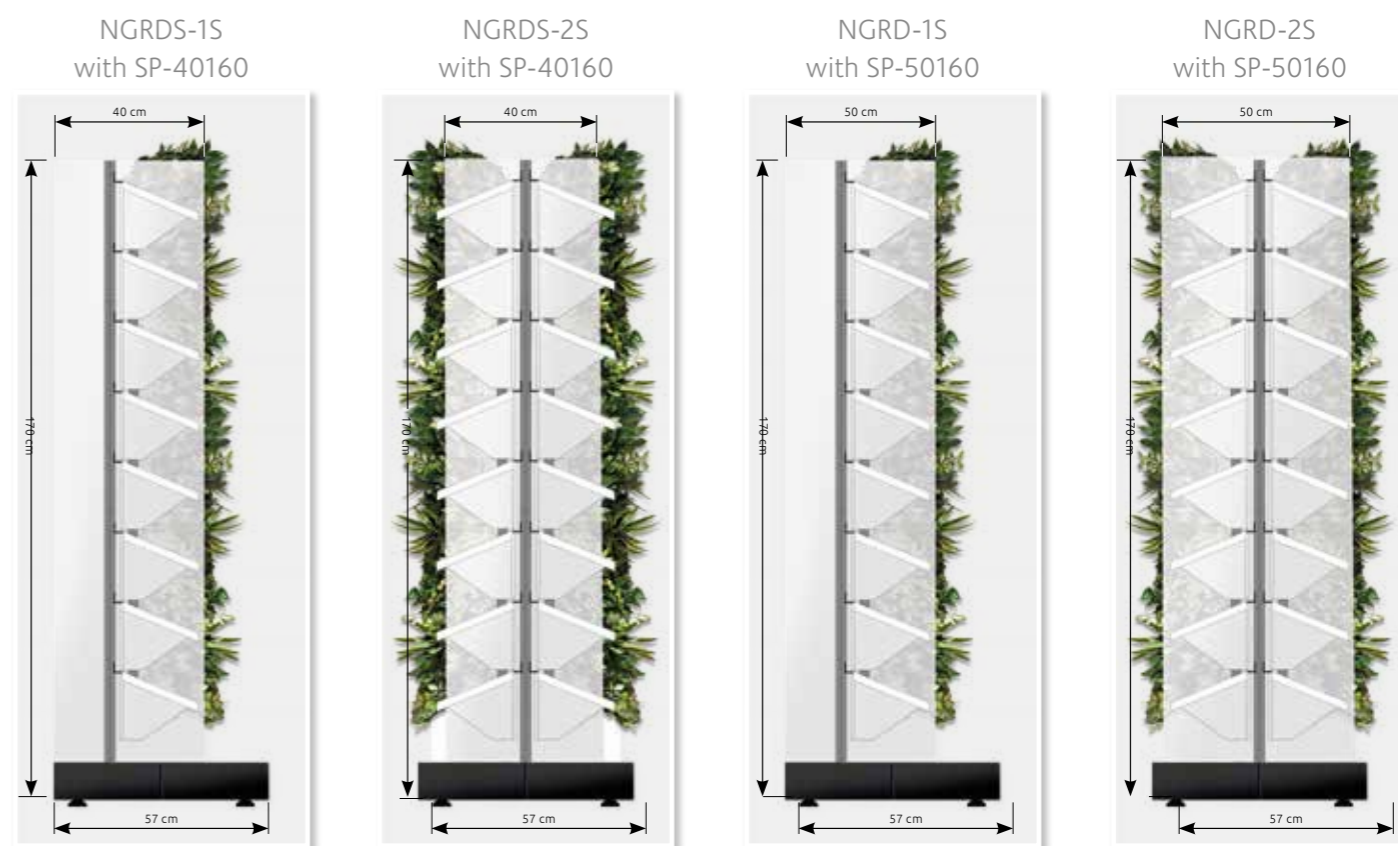 NGRDS-1S
with SP-40160
40 cm
170 cm
57 cm
NGRDS-2S
with SP-40160
40 cm
170 cm
57 cm
NGRD-1S
with SP-50160
50 cm
170 cm
57 cm
NGRD-2S
with SP-50160
50 cm
170 cm
57 cm